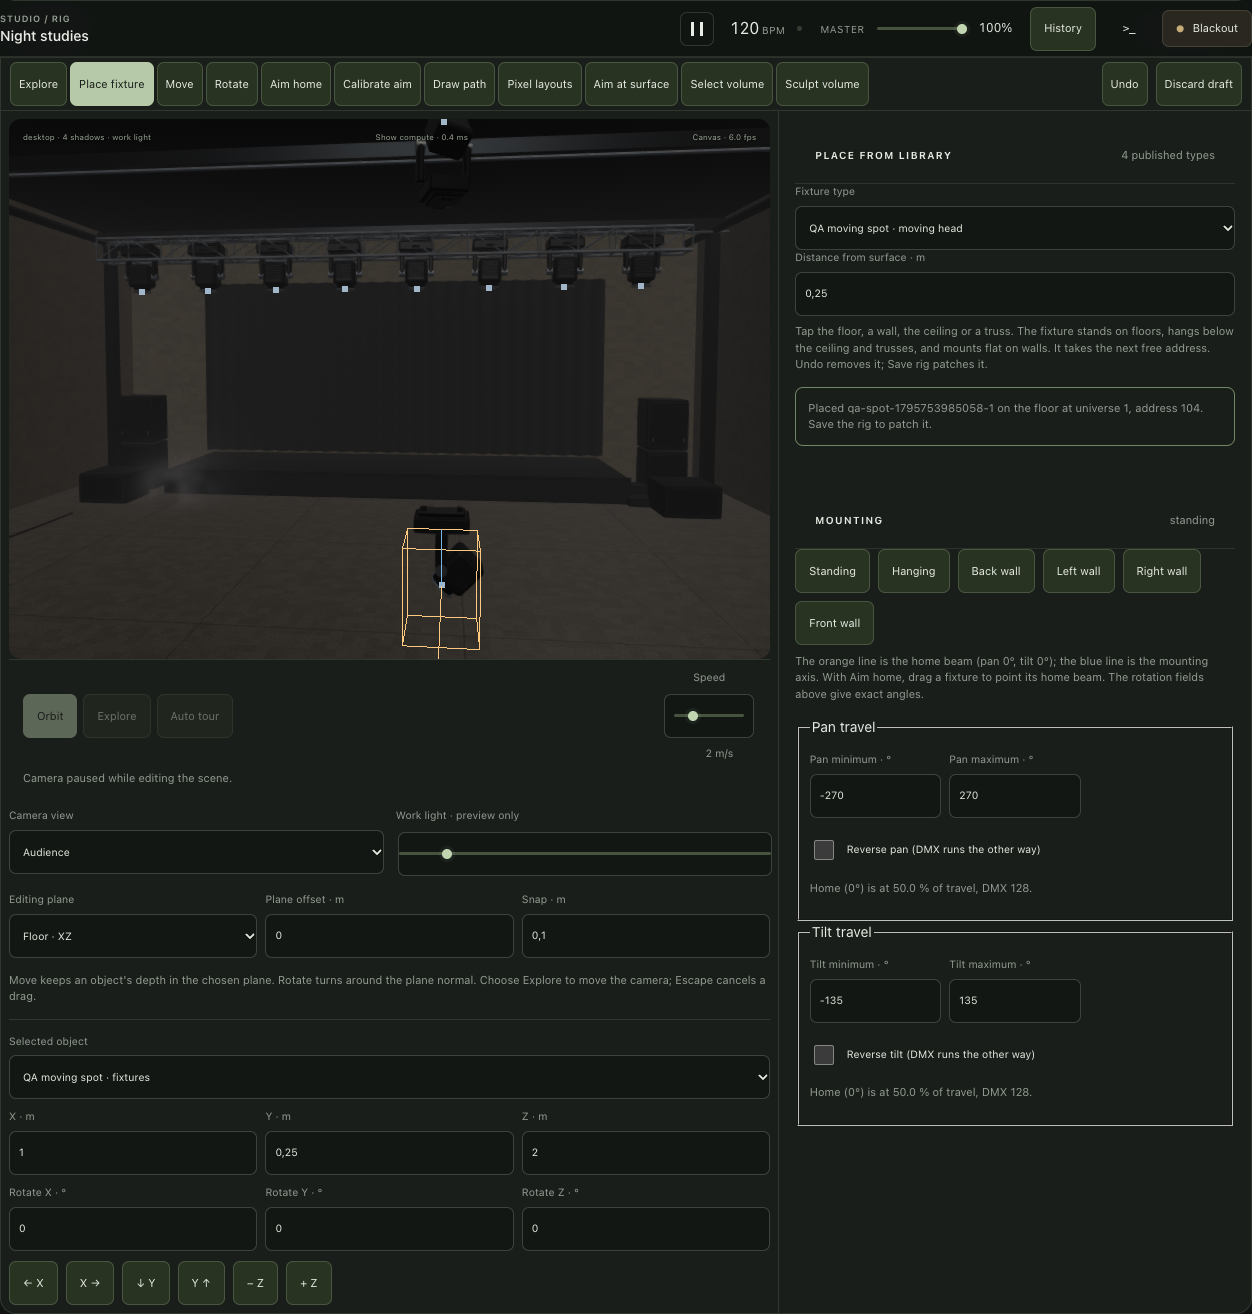 STUDIO / RIG
Night studies
120 BPM
MASTER
100%
History
>_
Blackout
Explore
Place fixture
Move
Rotate
Aim home
Calibrate aim
Draw path
Pixel layouts
Aim at surface
Select volume
Sculpt volume
Undo
Discard draft
desktop · 4 shadows · work light
Show compute · 0.4 ms
Canvas · 6.0 fps
Orbit
Explore
Auto tour
Speed
2 m/s
Camera paused while editing the scene.
Camera view
Work light · preview only
Audience
Editing plane
Plane offset · m
Snap · m
Floor · XZ
0
0,1
Move keeps an object's depth in the chosen plane. Rotate turns around the plane normal. Choose Explore to move the camera; Escape cancels a
drag.
Selected object
QA moving spot · fixtures
X · m
Y · m
Z · m
1
0,25
2
Rotate X · °
Rotate Y · °
Rotate Z · °
0
0
0
← X
X →
↓ Y
Y ↑
− Z
+ Z
PLACE FROM LIBRARY
4 published types
Fixture type
QA moving spot · moving head
Distance from surface · m
0,25
Tap the floor, a wall, the ceiling or a truss. The fixture stands on floors, hangs below
the ceiling and trusses, and mounts flat on walls. It takes the next free address.
Undo removes it; Save rig patches it.
Placed qa-spot-1795753985058-1 on the floor at universe 1, address 104.
Save the rig to patch it.
MOUNTING
standing
Standing
Hanging
Back wall
Left wall
Right wall
Front wall
The orange line is the home beam (pan 0°, tilt 0°); the blue line is the mounting
axis. With Aim home, drag a fixture to point its home beam. The rotation fields
above give exact angles.
Pan travel
Pan minimum · °
Pan maximum · °
-270
270
Reverse pan (DMX runs the other way)
Home (0°) is at 50.0 % of travel, DMX 128.
Tilt travel
Tilt minimum · °
Tilt maximum · °
-135
135
Reverse tilt (DMX runs the other way)
Home (0°) is at 50.0 % of travel, DMX 128.